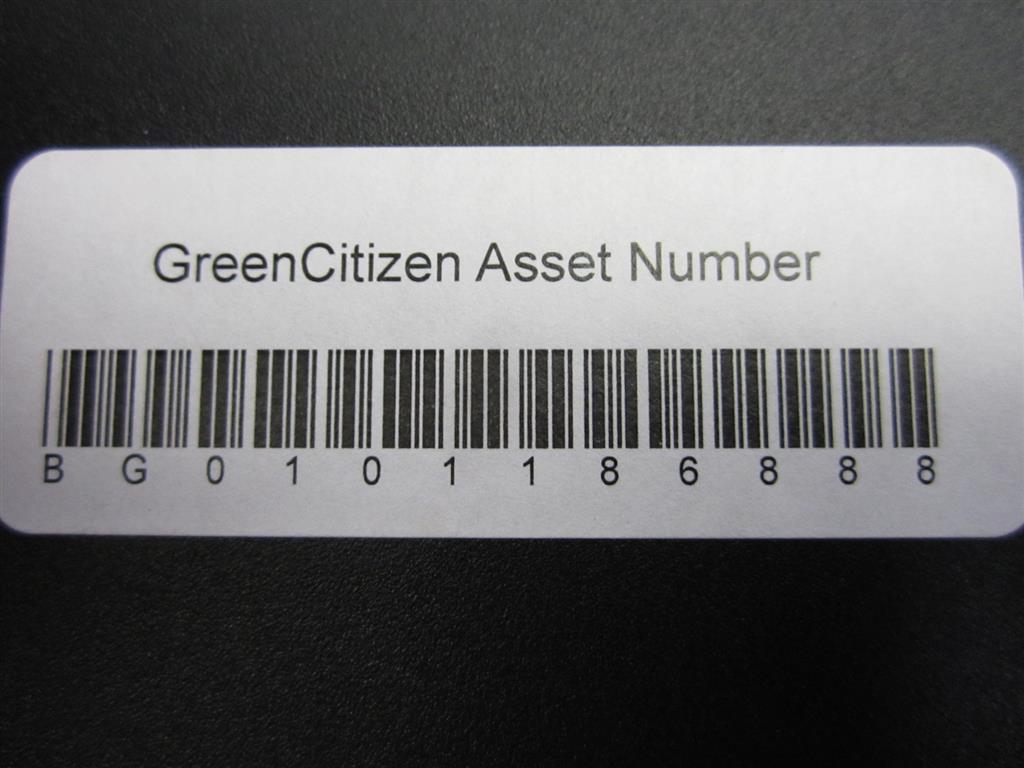 GreenCitizen Asset Number
B G 0 1 0 1 1 8 6 8 8 8